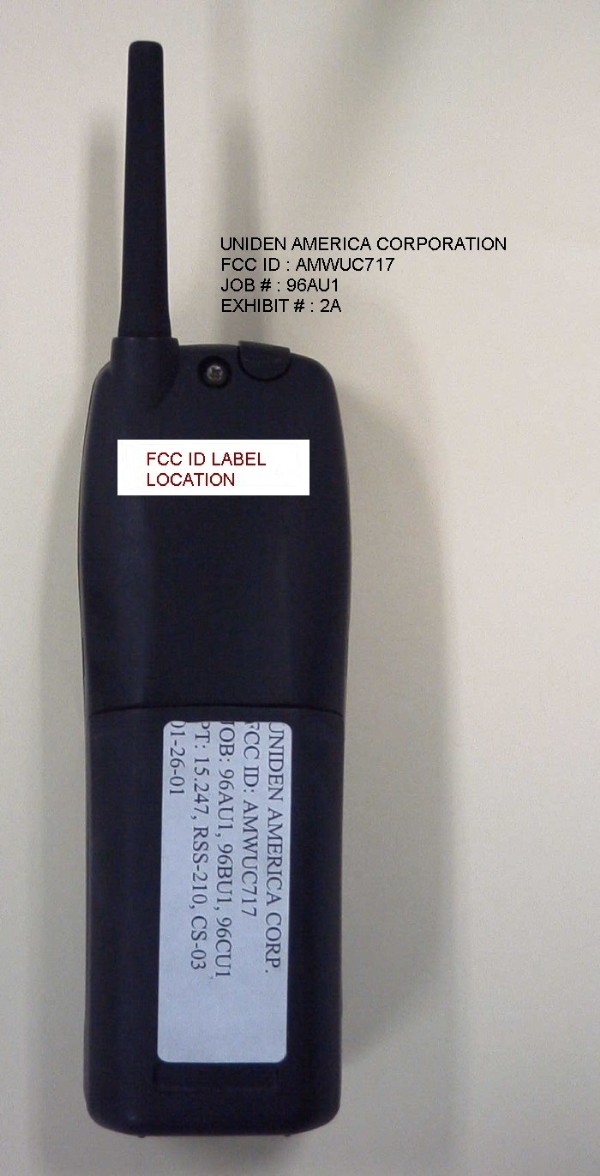 UNIDEN AMERICA CORPORATION
FCC ID : AMWUC717
JOB # : 96AU1
EXHIBIT # : 2A
FCC ID LABEL
LOCATION
UNIDEN AMERICA CORP.
FCC ID: AMWUC717
JOB: 96AU1, 96BU1, 96CU1
PT: 15.247, RSS-210, CS-03
01-26-01